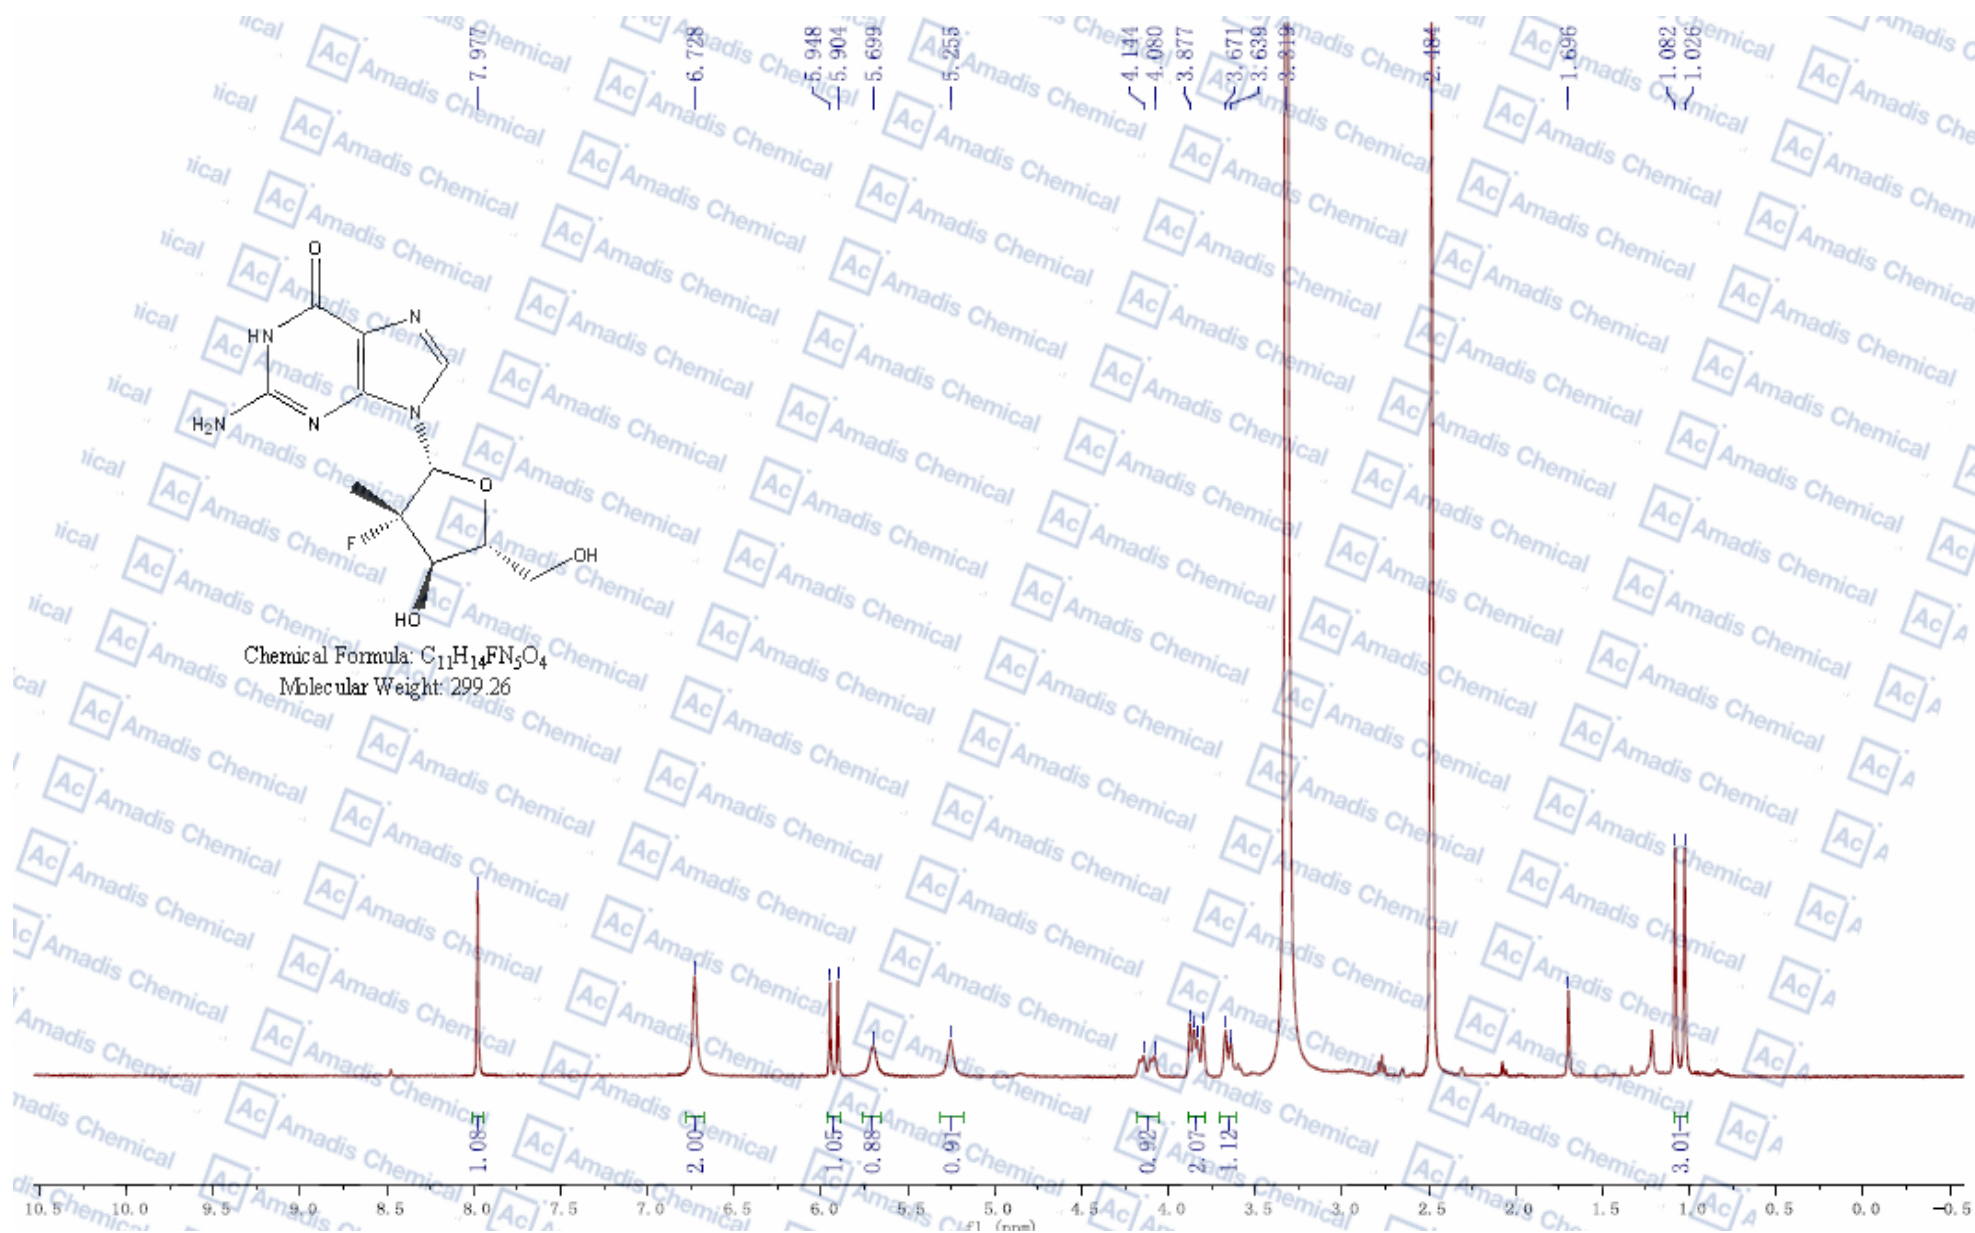 7.977
6.728
5.948
5.904
5.699
5.255
4.144
4.080
3.877
3.671
3.639
3.319
2.484
1.696
1.082
1.026
Ac Amadis Chemical
O
HN
N
H₂N
N
N
O
F
OH
HO
Chemical Formula: C₁₁H₁₄FN₅O₄
Molecular Weight: 299.26
1.08
2.00
1.05
0.88
0.91
0.92
2.07
1.12
3.01
10.5 10.0 9.5 9.0 8.5 8.0 7.5 7.0 6.5 6.0 5.5 5.0 4.5 4.0 3.5 3.0 2.5 2.0 1.5 1.0 0.5 0.0 -0.5
f1 (ppm)